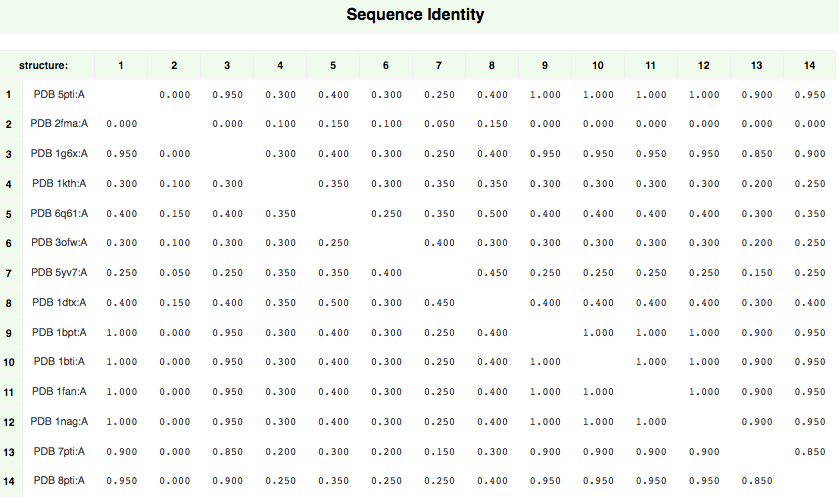 Sequence Identity
structure: 1 2 3 4 5 6 7 8 9 10 11 12 13 14
1 PDB 5pti:A 0.000 0.950 0.300 0.400 0.300 0.250 0.400 1.000 1.000 1.000 1.000 0.900 0.950
2 PDB 2fma:A 0.000 0.000 0.100 0.150 0.100 0.050 0.150 0.000 0.000 0.000 0.000 0.000 0.000
3 PDB 1g6x:A 0.950 0.000 0.300 0.400 0.300 0.250 0.400 0.950 0.950 0.950 0.950 0.850 0.900
4 PDB 1kth:A 0.300 0.100 0.300 0.350 0.300 0.350 0.350 0.300 0.300 0.300 0.300 0.200 0.250
5 PDB 6q61:A 0.400 0.150 0.400 0.350 0.250 0.350 0.500 0.400 0.400 0.400 0.400 0.300 0.350
6 PDB 3ofw:A 0.300 0.100 0.300 0.300 0.250 0.400 0.300 0.300 0.300 0.300 0.300 0.200 0.250
7 PDB 5yv7:A 0.250 0.050 0.250 0.350 0.350 0.400 0.450 0.250 0.250 0.250 0.250 0.150 0.250
8 PDB 1dtx:A 0.400 0.150 0.400 0.350 0.500 0.300 0.450 0.400 0.400 0.400 0.400 0.300 0.400
9 PDB 1bpt:A 1.000 0.000 0.950 0.300 0.400 0.300 0.250 0.400 1.000 1.000 1.000 0.900 0.950
10 PDB 1bti:A 1.000 0.000 0.950 0.300 0.400 0.300 0.250 0.400 1.000 1.000 1.000 0.900 0.950
11 PDB 1fan:A 1.000 0.000 0.950 0.300 0.400 0.300 0.250 0.400 1.000 1.000 1.000 0.900 0.950
12 PDB 1nag:A 1.000 0.000 0.950 0.300 0.400 0.300 0.250 0.400 1.000 1.000 1.000 0.900 0.950
13 PDB 7pti:A 0.900 0.000 0.850 0.200 0.300 0.200 0.150 0.300 0.900 0.900 0.900 0.900 0.850
14 PDB 8pti:A 0.950 0.000 0.900 0.250 0.350 0.250 0.250 0.400 0.950 0.950 0.950 0.950 0.850